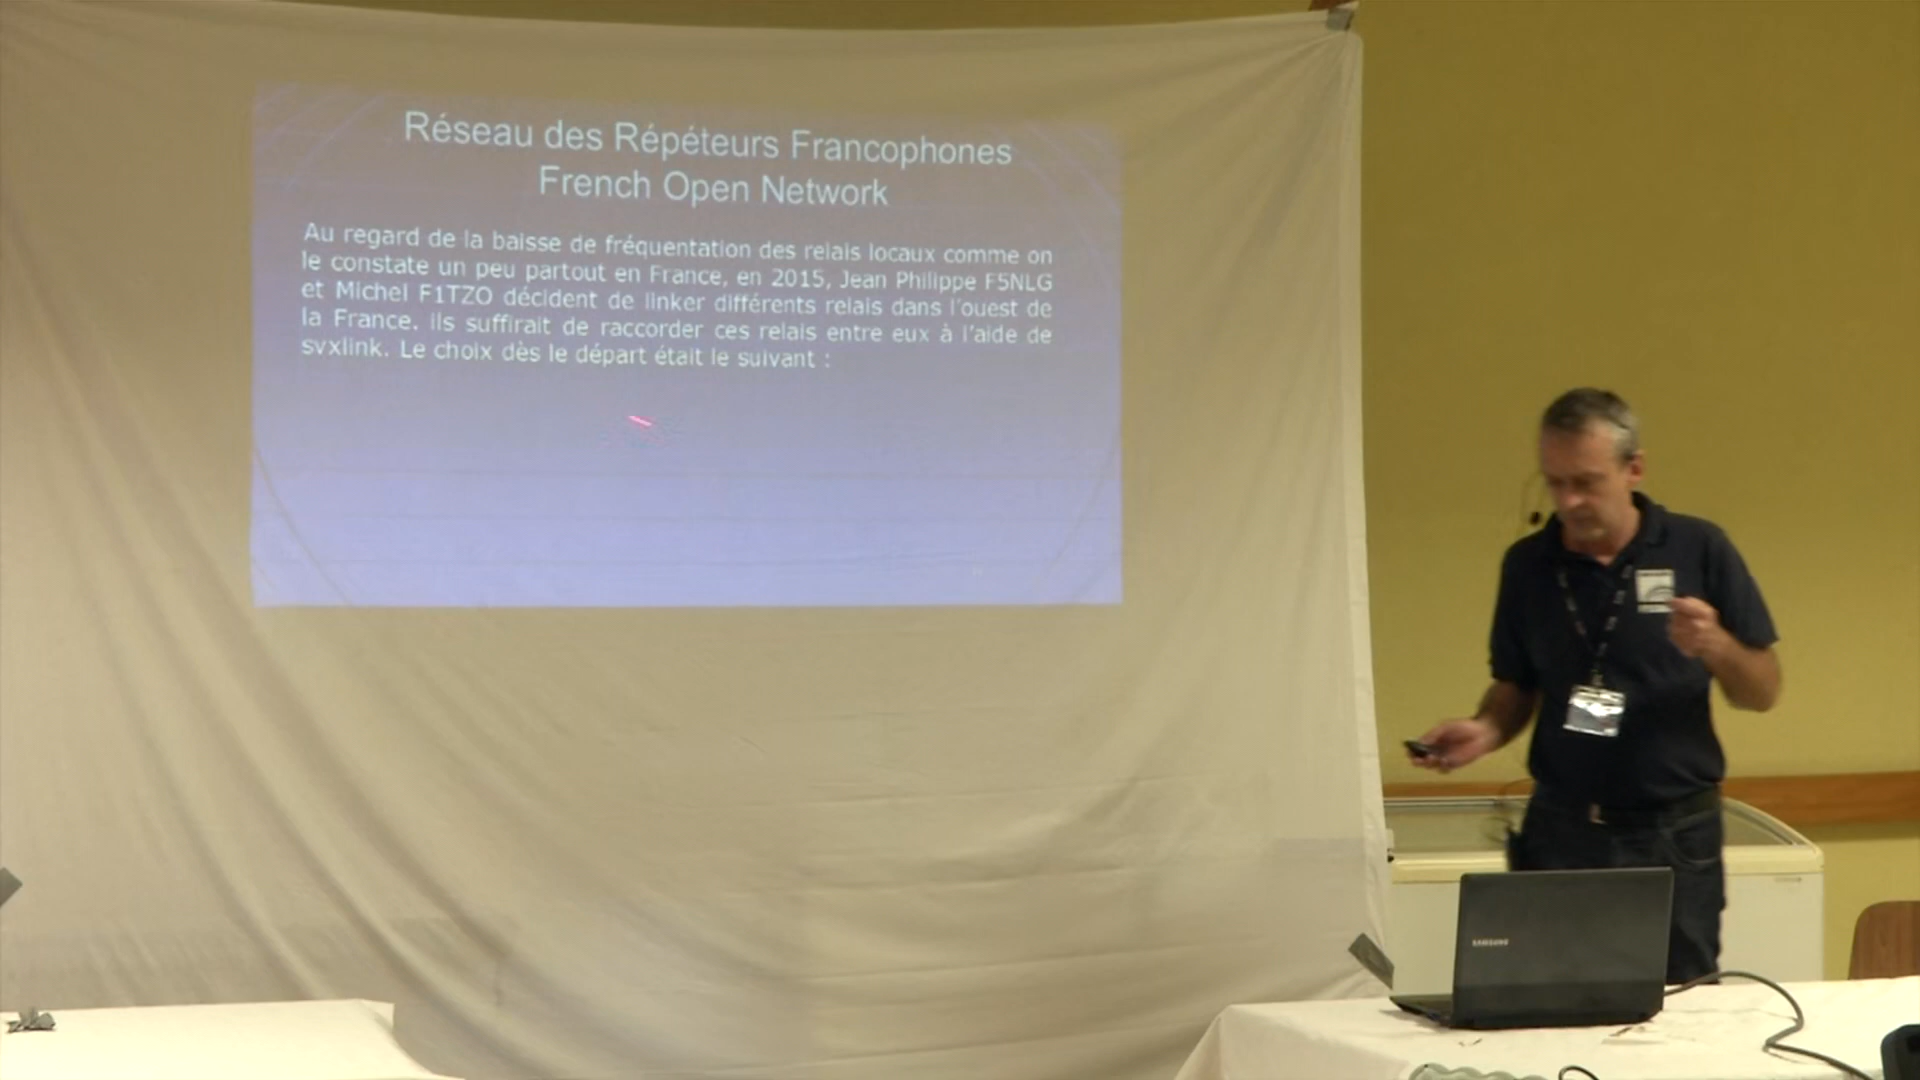 Réseau des Répéteurs Francophones
French Open Network
Au regard de la baisse de fréquentation des relais locaux comme on
le constate un peu partout en France, en 2015, Jean Philippe F5NLG
et Michel F1TZO décident de linker différents relais dans l'ouest de
la France. Ils suffirait de raccorder ces relais entre eux à l'aide de
svxlink. Le choix dès le départ était le suivant :
SAMSUNG